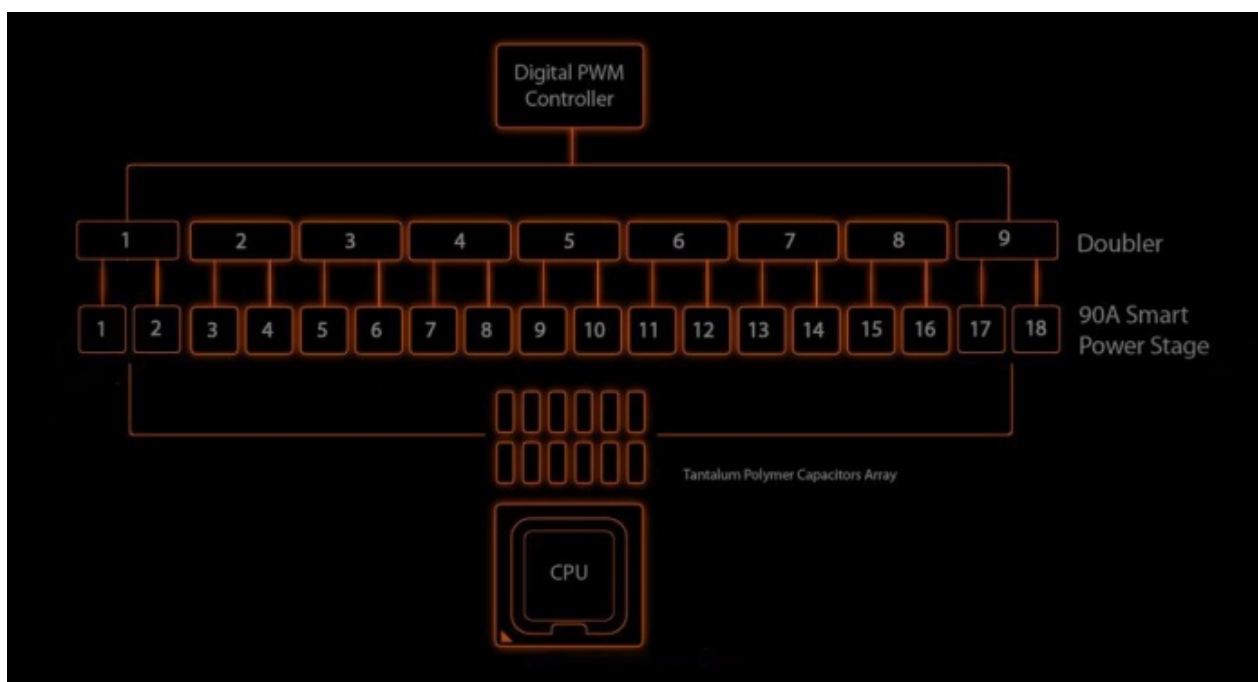 Digital PWM
Controller
1 2 3 4 5 6 7 8 9 Doubler
1 2 3 4 5 6 7 8 9 10 11 12 13 14 15 16 17 18 90A Smart
Power Stage
Tantalum Polymer Capacitors Array
CPU